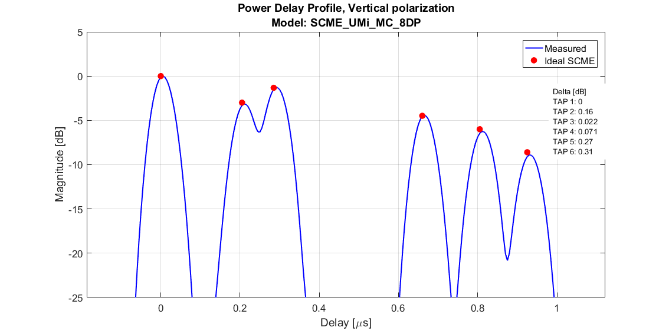 Power Delay Profile, Vertical polarization
Model: SCME_UMi_MC_8DP
Magnitude [dB]
5
0
-5
-10
-15
-20
-25
Measured
Ideal SCME
Delta [dB]
TAP 1: 0
TAP 2: 0.16
TAP 3: 0.022
TAP 4: 0.071
TAP 5: 0.27
TAP 6: 0.31
0
0.2
0.4
0.6
0.8
1
Delay [μs]